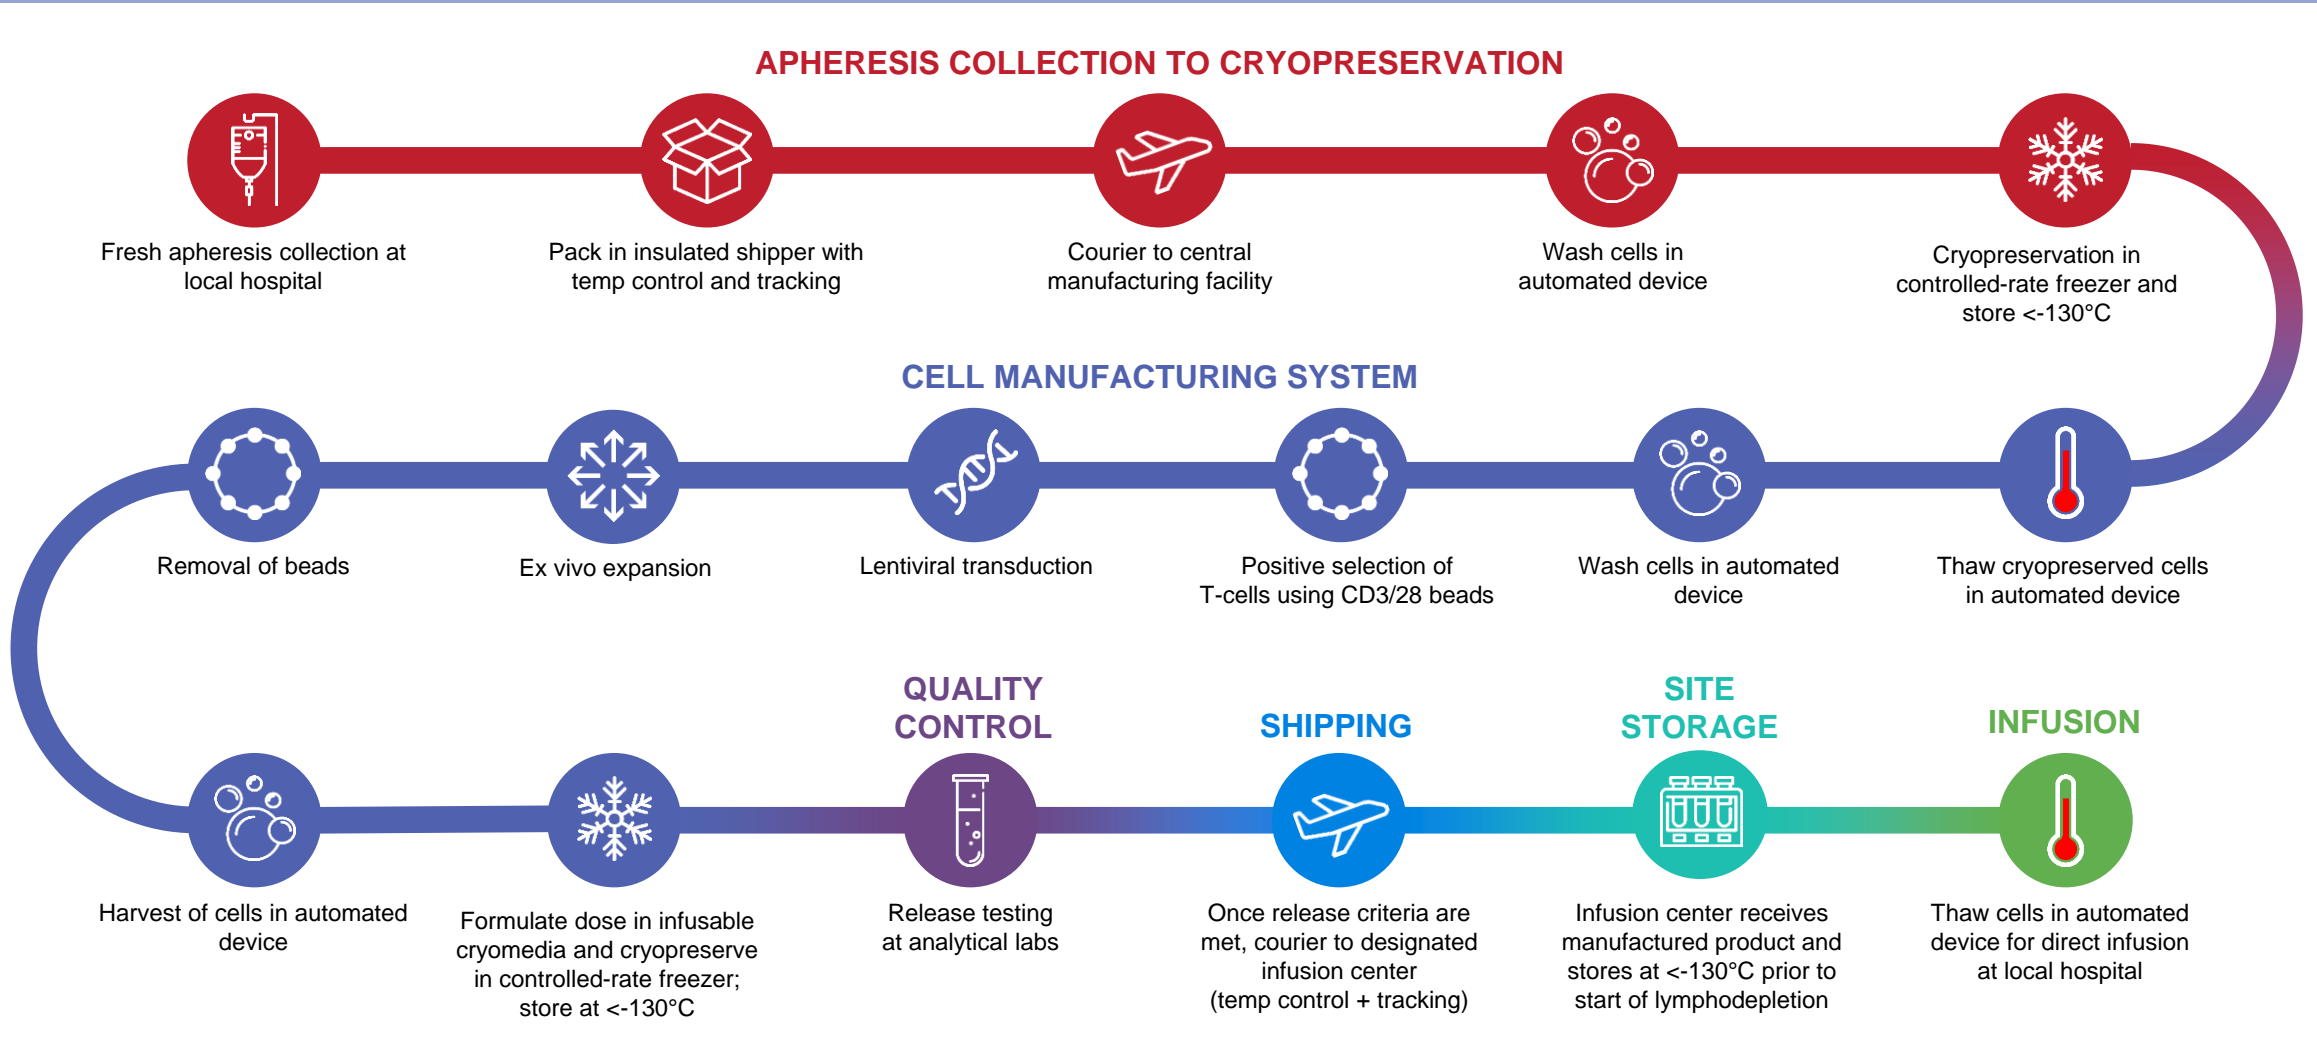 APHERESIS COLLECTION TO CRYOPRESERVATION
Fresh apheresis collection at
local hospital
Pack in insulated shipper with
temp control and tracking
Courier to central
manufacturing facility
Wash cells in
automated device
Cryopreservation in
controlled-rate freezer and
store <-130°C
CELL MANUFACTURING SYSTEM
Removal of beads
Ex vivo expansion
Lentiviral transduction
Positive selection of
T-cells using CD3/28 beads
Wash cells in automated
device
Thaw cryopreserved cells
in automated device
Harvest of cells in automated
device
Formulate dose in infusable
cryomedia and cryopreserve
in controlled-rate freezer;
store at <-130°C
QUALITY
CONTROL
Release testing
at analytical labs
SHIPPING
Once release criteria are
met, courier to designated
infusion center
(temp control + tracking)
SITE
STORAGE
Infusion center receives
manufactured product and
stores at <-130°C prior to
start of lymphodepletion
INFUSION
Thaw cells in automated
device for direct infusion
at local hospital